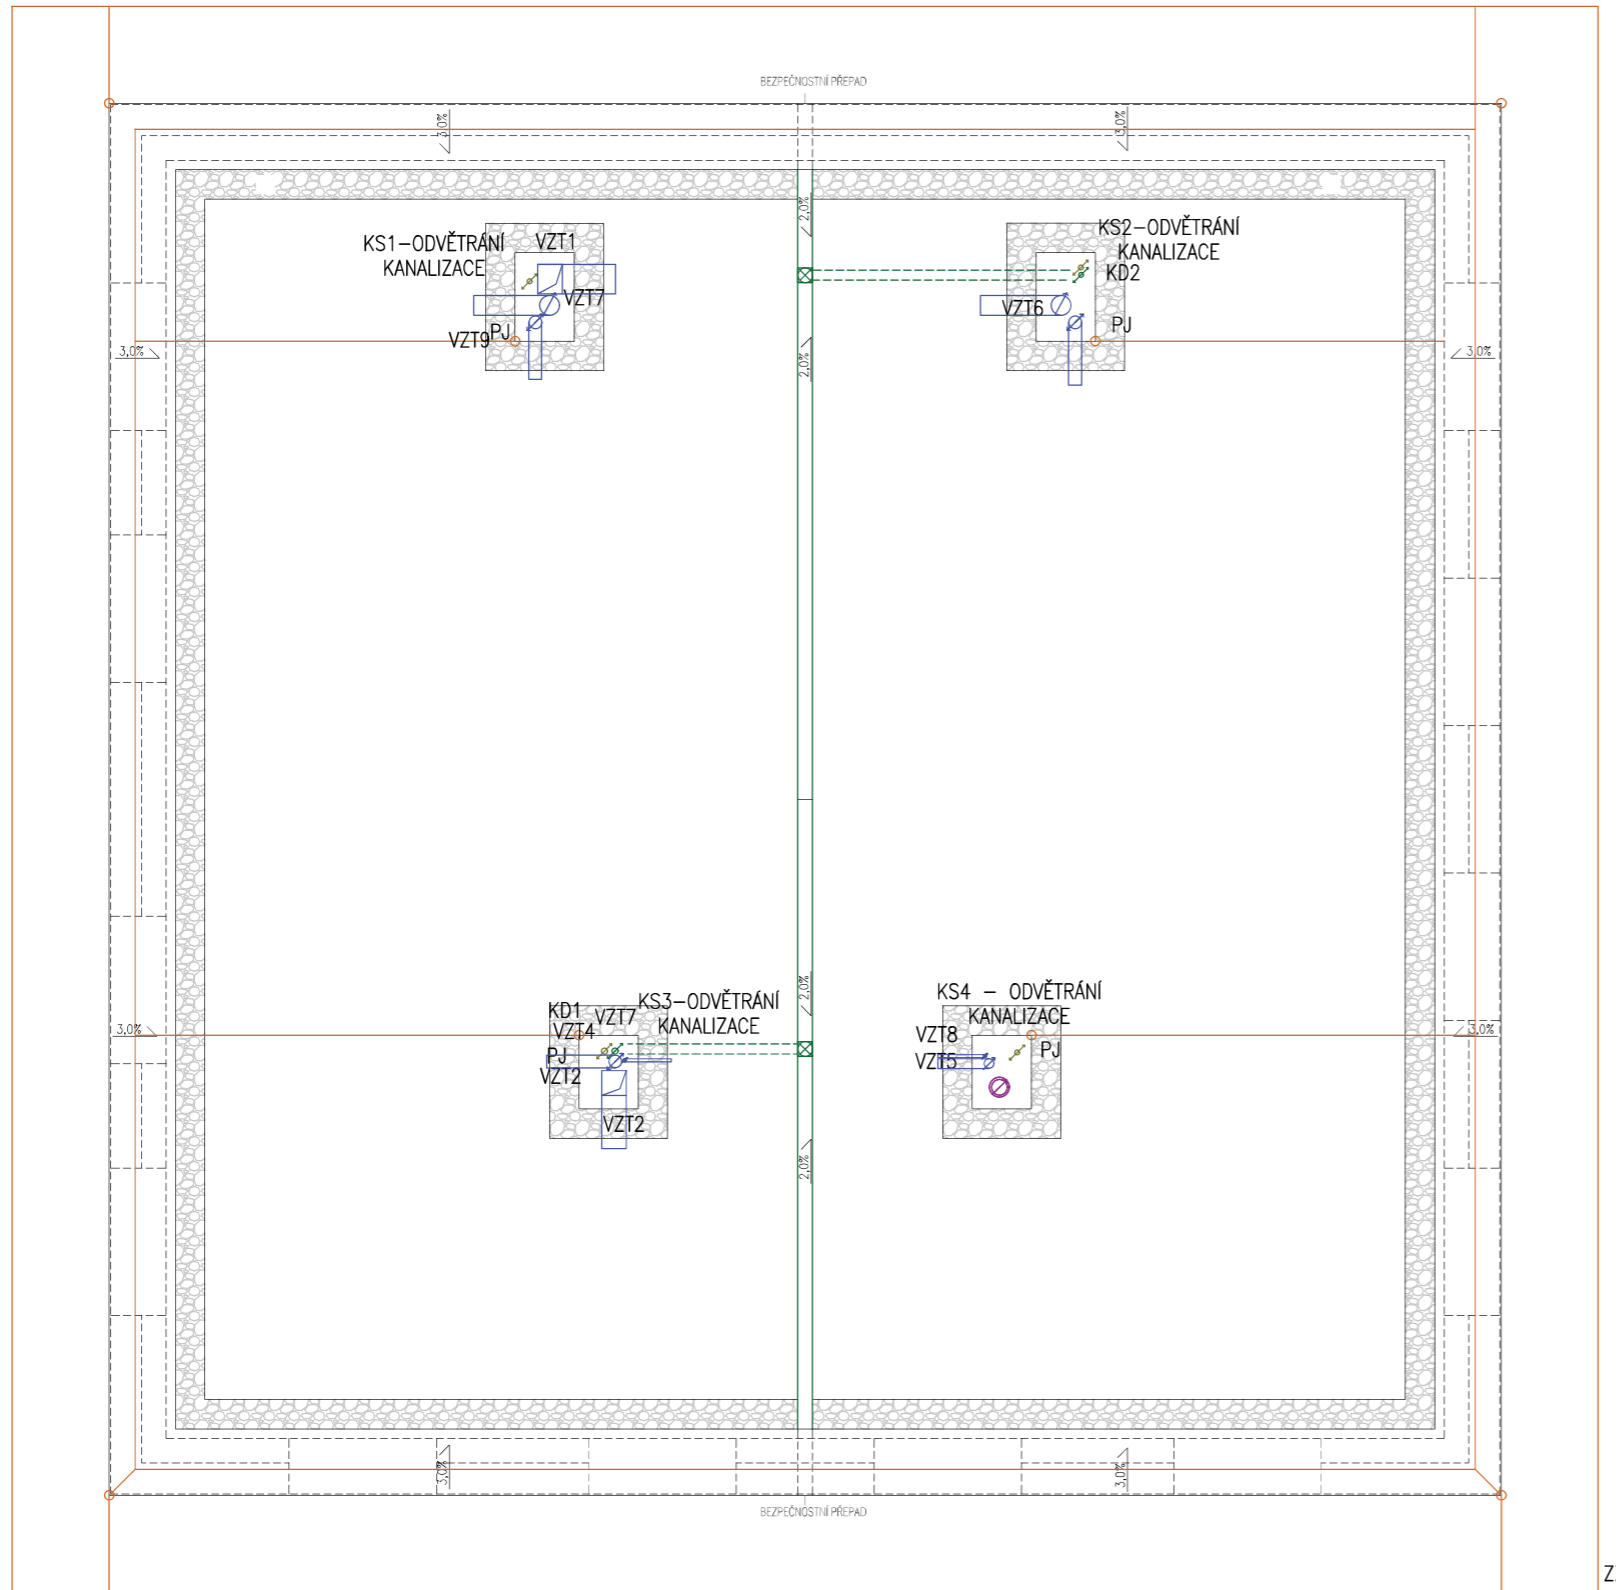 BEZPEČNOSTNÍ PŘEPAD
3,0%
3,0%
2,0%
KS1-ODVĚTRÁNÍ
KANALIZACE
VZT1
VZT7
VZT9
PJ
KS2-ODVĚTRÁNÍ
KANALIZACE
KD2
VZT6
PJ
3,0%
2,0%
3,0%
2,0%
KD1
VZT7
KS3-ODVĚTRÁNÍ
KANALIZACE
VZT4
PJ
VZT2
VZT2
KS4 - ODVĚTRÁNÍ
KANALIZACE
VZT8
PJ
VZT5
3,0%
3,0%
2,0%
3,0%
3,0%
BEZPEČNOSTNÍ PŘEPAD